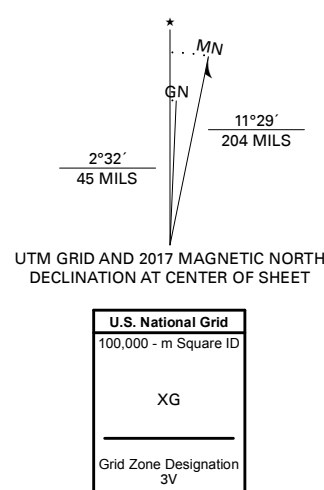 ★
MN
GN
11°29´
204 MILS
2°32´
45 MILS
UTM GRID AND 2017 MAGNETIC NORTH
DECLINATION AT CENTER OF SHEET
U.S. National Grid
100,000 - m Square ID
XG
Grid Zone Designation
3V